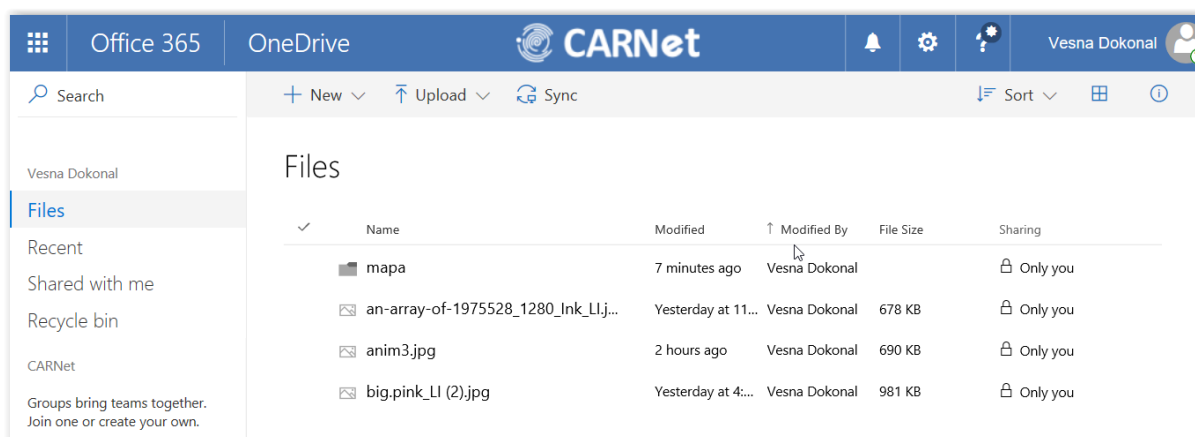 Office 365 OneDrive CARNet Vesna Dokonal
Search
New Upload Sync Sort
Vesna Dokonal
Files
Recent
Shared with me
Recycle bin
CARNet
Groups bring teams together.
Join one or create your own.
Files
Name Modified ↑ Modified By File Size Sharing
mapa 7 minutes ago Vesna Dokonal Only you
an-array-of-1975528_1280_Ink_LI.j... Yesterday at 11... Vesna Dokonal 678 KB Only you
anim3.jpg 2 hours ago Vesna Dokonal 690 KB Only you
big.pink_LI (2).jpg Yesterday at 4:... Vesna Dokonal 981 KB Only you